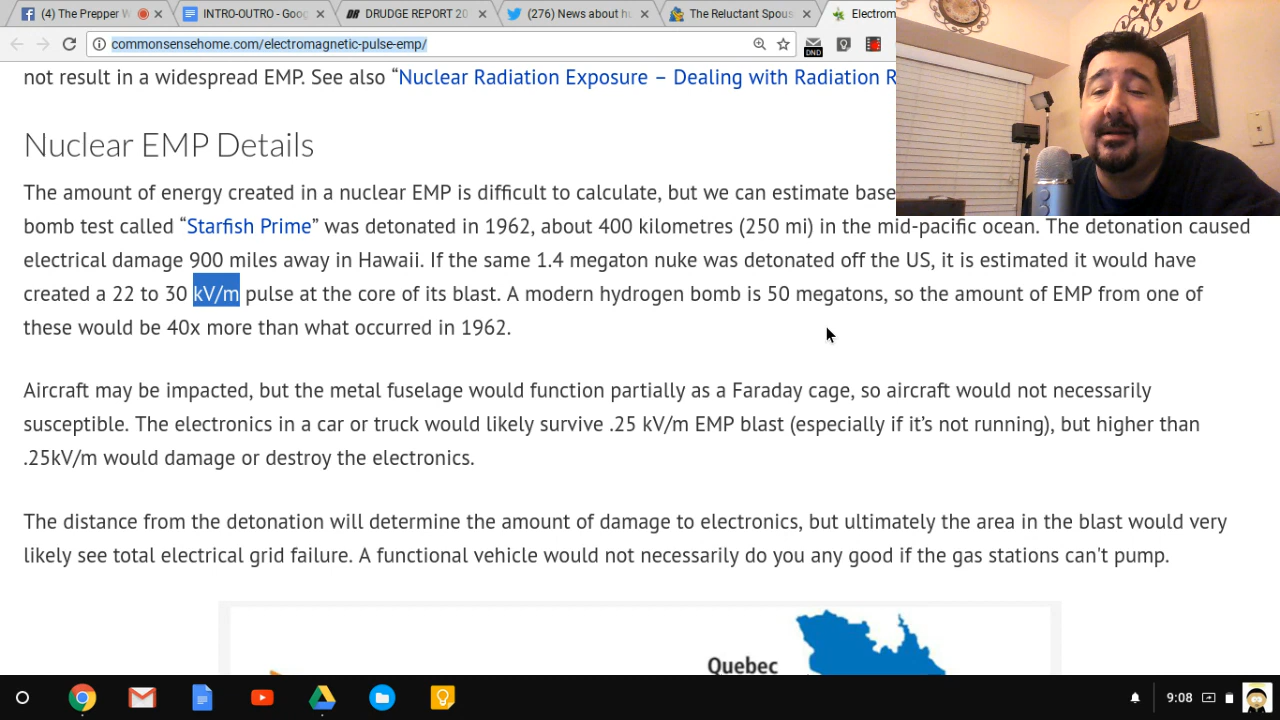 (4) The Prepper W
INTRO-OUTRO - Goog
DRUDGE REPORT 20
(276) News about hu
The Reluctant Spous
Electrom
commonsensehome.com/electromagnetic-pulse-emp/
DND
not result in a widespread EMP. See also “Nuclear Radiation Exposure – Dealing with Radiation R
Nuclear EMP Details
The amount of energy created in a nuclear EMP is difficult to calculate, but we can estimate base
bomb test called “Starfish Prime” was detonated in 1962, about 400 kilometres (250 mi) in the mid-pacific ocean. The detonation caused
electrical damage 900 miles away in Hawaii. If the same 1.4 megaton nuke was detonated off the US, it is estimated it would have
created a 22 to 30 kV/m pulse at the core of its blast. A modern hydrogen bomb is 50 megatons, so the amount of EMP from one of
these would be 40x more than what occurred in 1962.
Aircraft may be impacted, but the metal fuselage would function partially as a Faraday cage, so aircraft would not necessarily
susceptible. The electronics in a car or truck would likely survive .25 kV/m EMP blast (especially if it’s not running), but higher than
.25kV/m would damage or destroy the electronics.
The distance from the detonation will determine the amount of damage to electronics, but ultimately the area in the blast would very
likely see total electrical grid failure. A functional vehicle would not necessarily do you any good if the gas stations can't pump.
Quebec
9:08